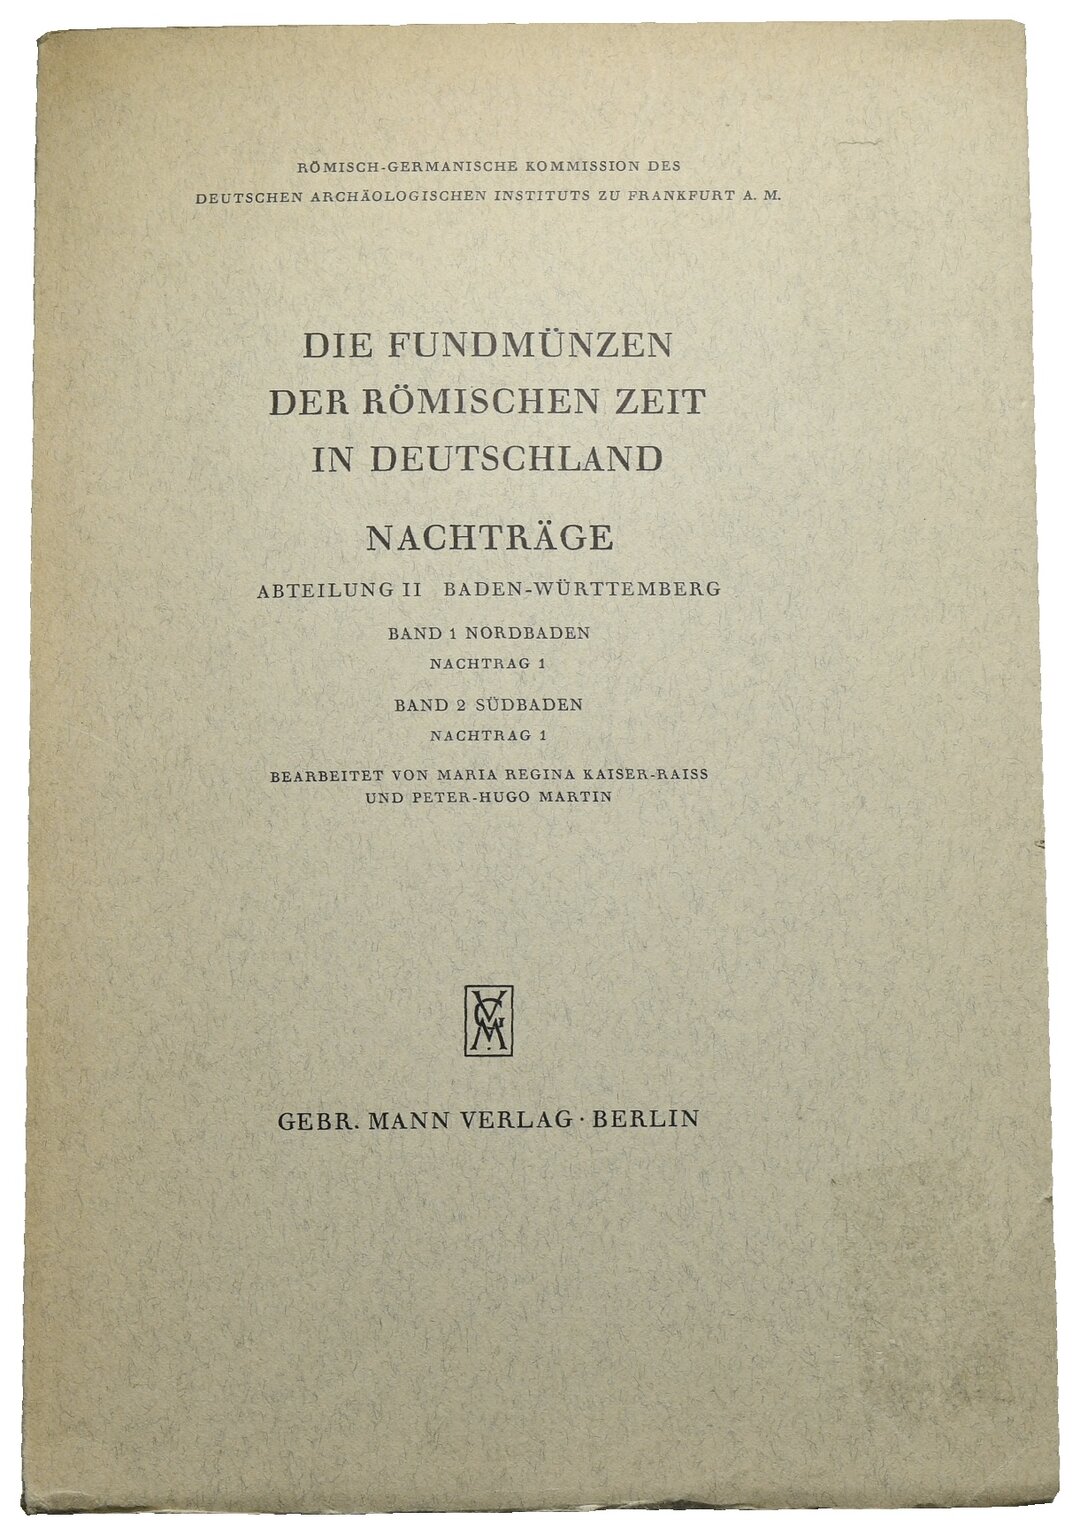 RÖMISCH-GERMANISCHE KOMMISSION DES
DEUTSCHEN ARCHÄOLOGISCHEN INSTITUTS ZU FRANKFURT A. M.
DIE FUNDMÜNZEN
DER RÖMISCHEN ZEIT
IN DEUTSCHLAND
NACHTRÄGE
ABTEILUNG II BADEN-WÜRTTEMBERG
BAND 1 NORDBADEN
NACHTRAG 1
BAND 2 SÜDBADEN
NACHTRAG 1
BEARBEITET VON MARIA REGINA KAISER-RAISS
UND PETER-HUGO MARTIN
GEBR. MANN VERLAG · BERLIN